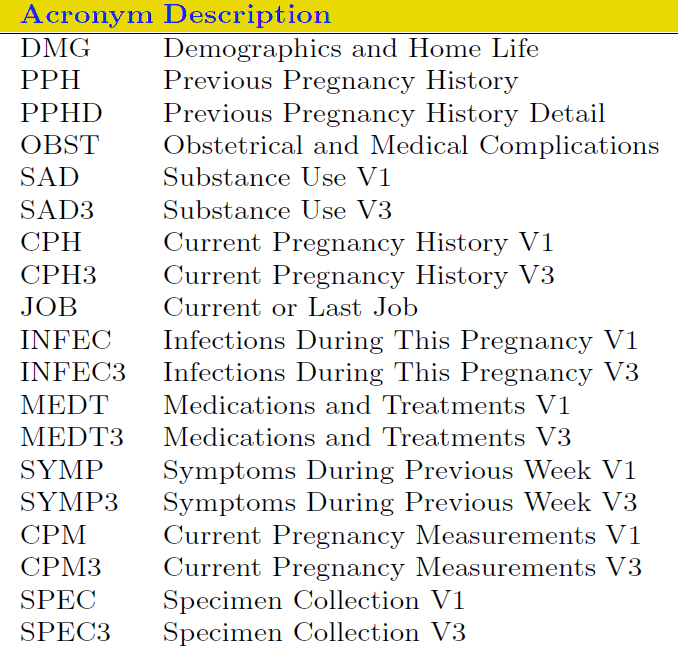 Acronym Description
DMG Demographics and Home Life
PPH Previous Pregnancy History
PPHD Previous Pregnancy History Detail
OBST Obstetrical and Medical Complications
SAD Substance Use V1
SAD3 Substance Use V3
CPH Current Pregnancy History V1
CPH3 Current Pregnancy History V3
JOB Current or Last Job
INFEC Infections During This Pregnancy V1
INFEC3 Infections During This Pregnancy V3
MEDT Medications and Treatments V1
MEDT3 Medications and Treatments V3
SYMP Symptoms During Previous Week V1
SYMP3 Symptoms During Previous Week V3
CPM Current Pregnancy Measurements V1
CPM3 Current Pregnancy Measurements V3
SPEC Specimen Collection V1
SPEC3 Specimen Collection V3